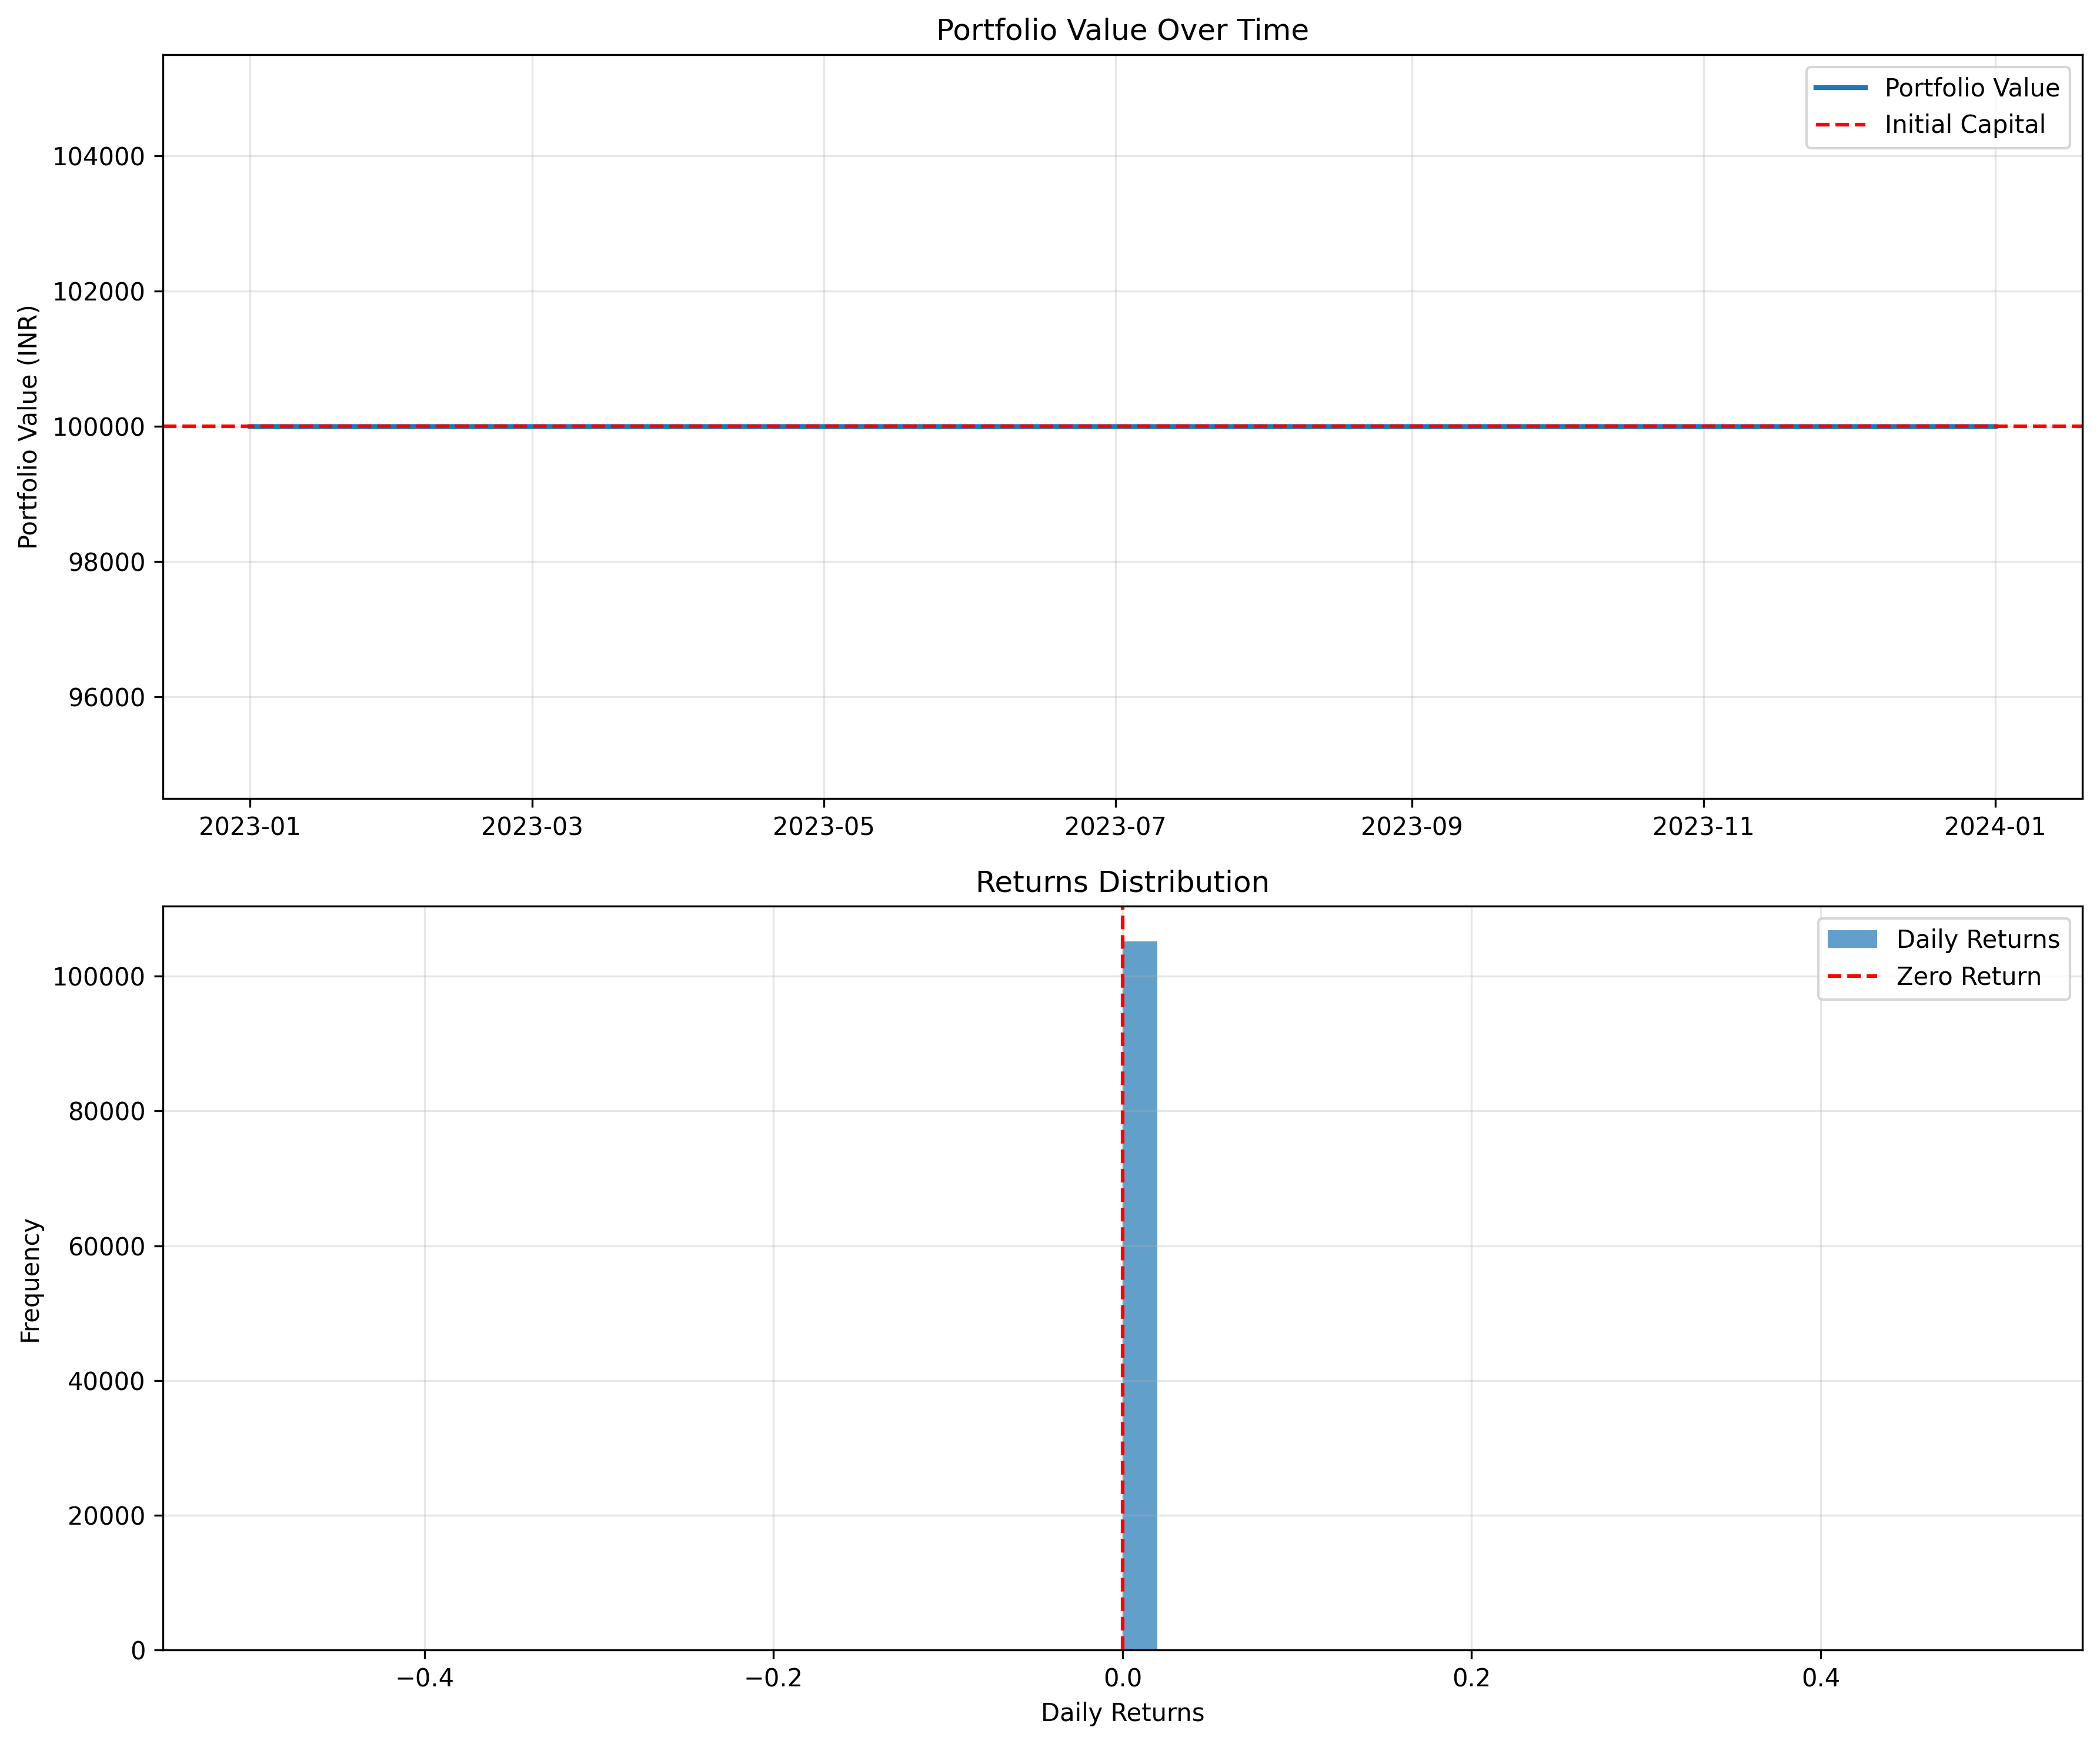 Portfolio Value Over Time
Portfolio Value
Initial Capital
Portfolio Value (INR)
104000
102000
100000
98000
96000
2023-01 2023-03 2023-05 2023-07 2023-09 2023-11 2024-01
Returns Distribution
Daily Returns
Zero Return
Frequency
100000
80000
60000
40000
20000
0
−0.4 −0.2 0.0 0.2 0.4
Daily Returns